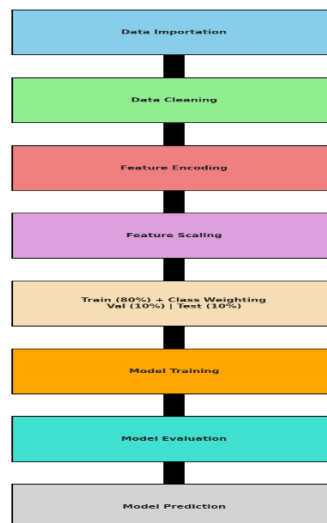 Data Importation
Data Cleaning
Feature Encoding
Feature Scaling
Train (80%) + Class Weighting
Val (10%) | Test (10%)
Model Training
Model Evaluation
Model Prediction